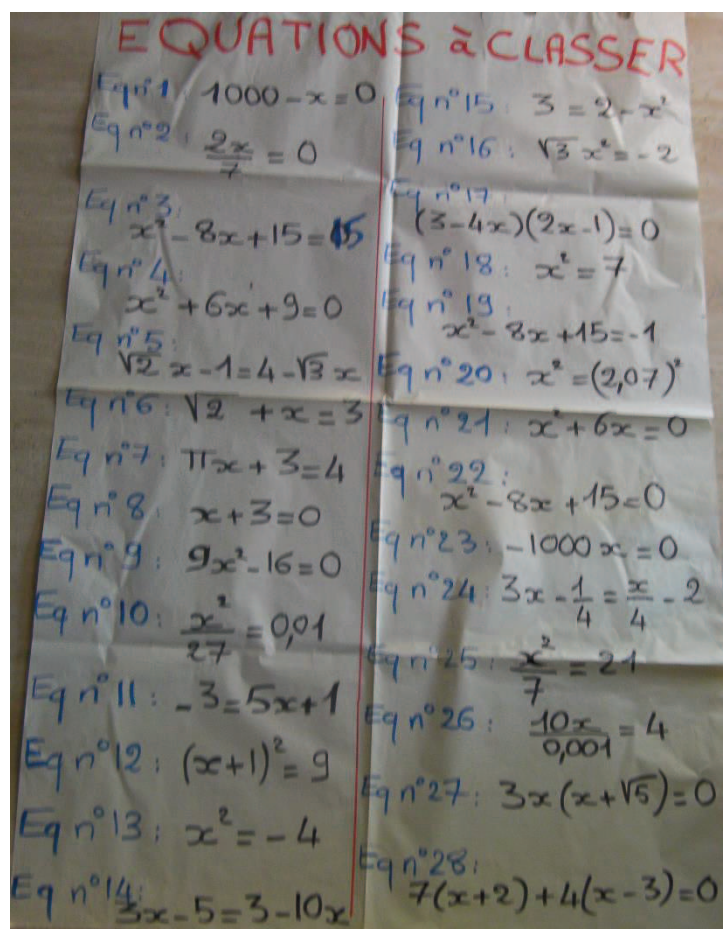 EQUATIONS à CLASSER
Eq n°1: 1000 - x = 0
Eq n°2: 2x/7 = 0
Eq n°3:
x² - 8x + 15 = 15
Eq n°4:
x² + 6x + 9 = 0
Eq n°5:
√2 x - 1 = 4 - √3 x
Eq n°6: √2 + x = 3
Eq n°7: πx + 3 = 4
Eq n°8: x + 3 = 0
Eq n°9: 9x² - 16 = 0
Eq n°10: x²/27 = 0,01
Eq n°11: -3 = 5x + 1
Eq n°12: (x+1)² = 9
Eq n°13: x² = -4
Eq n°14:
3x - 5 = 3 - 10x
Eq n°15: 3 = 2 - x²
Eq n°16: √3 x² = -2
Eq n°17:
(3 - 4x)(2x - 1) = 0
Eq n°18: x² = 7
Eq n°19:
x² - 8x + 15 = -1
Eq n°20: x² = (2,07)²
Eq n°21: x² + 6x = 0
Eq n°22:
x² - 8x + 15 = 0
Eq n°23: -1000x = 0
Eq n°24: 3x - 1/4 = x/4 - 2
Eq n°25: x²/7 = 21
Eq n°26: 10x/0,001 = 4
Eq n°27: 3x(x + √5) = 0
Eq n°28:
7(x+2) + 4(x-3) = 0